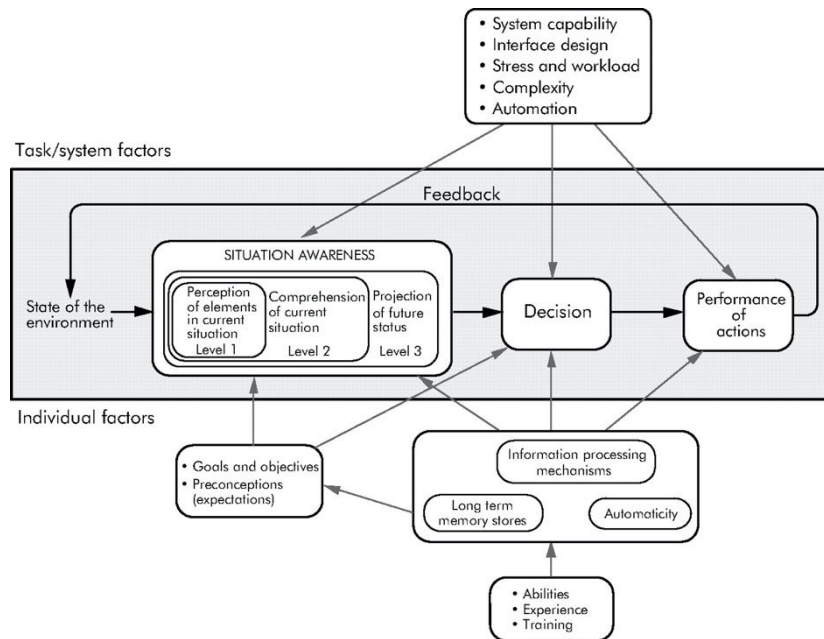 • System capability
• Interface design
• Stress and workload
• Complexity
• Automation
Task/system factors
Feedback
SITUATION AWARENESS
State of the
environment
Perception
of elements
in current
situation
Level 1
Comprehension
of current
situation
Level 2
Projection
of future
status
Level 3
Decision
Performance
of
actions
Individual factors
• Goals and objectives
• Preconceptions
(expectations)
Information processing
mechanisms
Long term
memory stores
Automaticity
• Abilities
• Experience
• Training